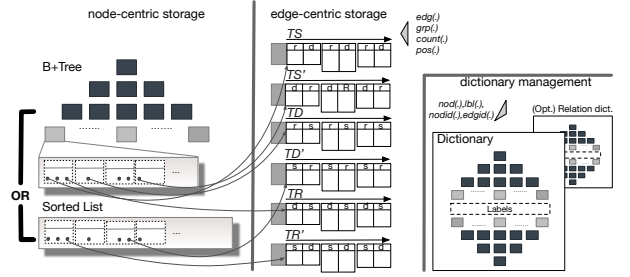 node-centric storage
B+Tree
........
........
...
OR
Sorted List
...
edge-centric storage
TS
r d r d r d
TS'
d r d R d r
TD
r s r s r s
TD'
s r s r s r
TR
d s d s d s
TR'
s d s d s d
edg(.)
grp(.)
count(.)
pos(.)
dictionary management
nod(.),lbl(.),
nodid(.),edgid(.)
(Opt.) Relation dict.
Dictionary
........
........
Labels
........
........